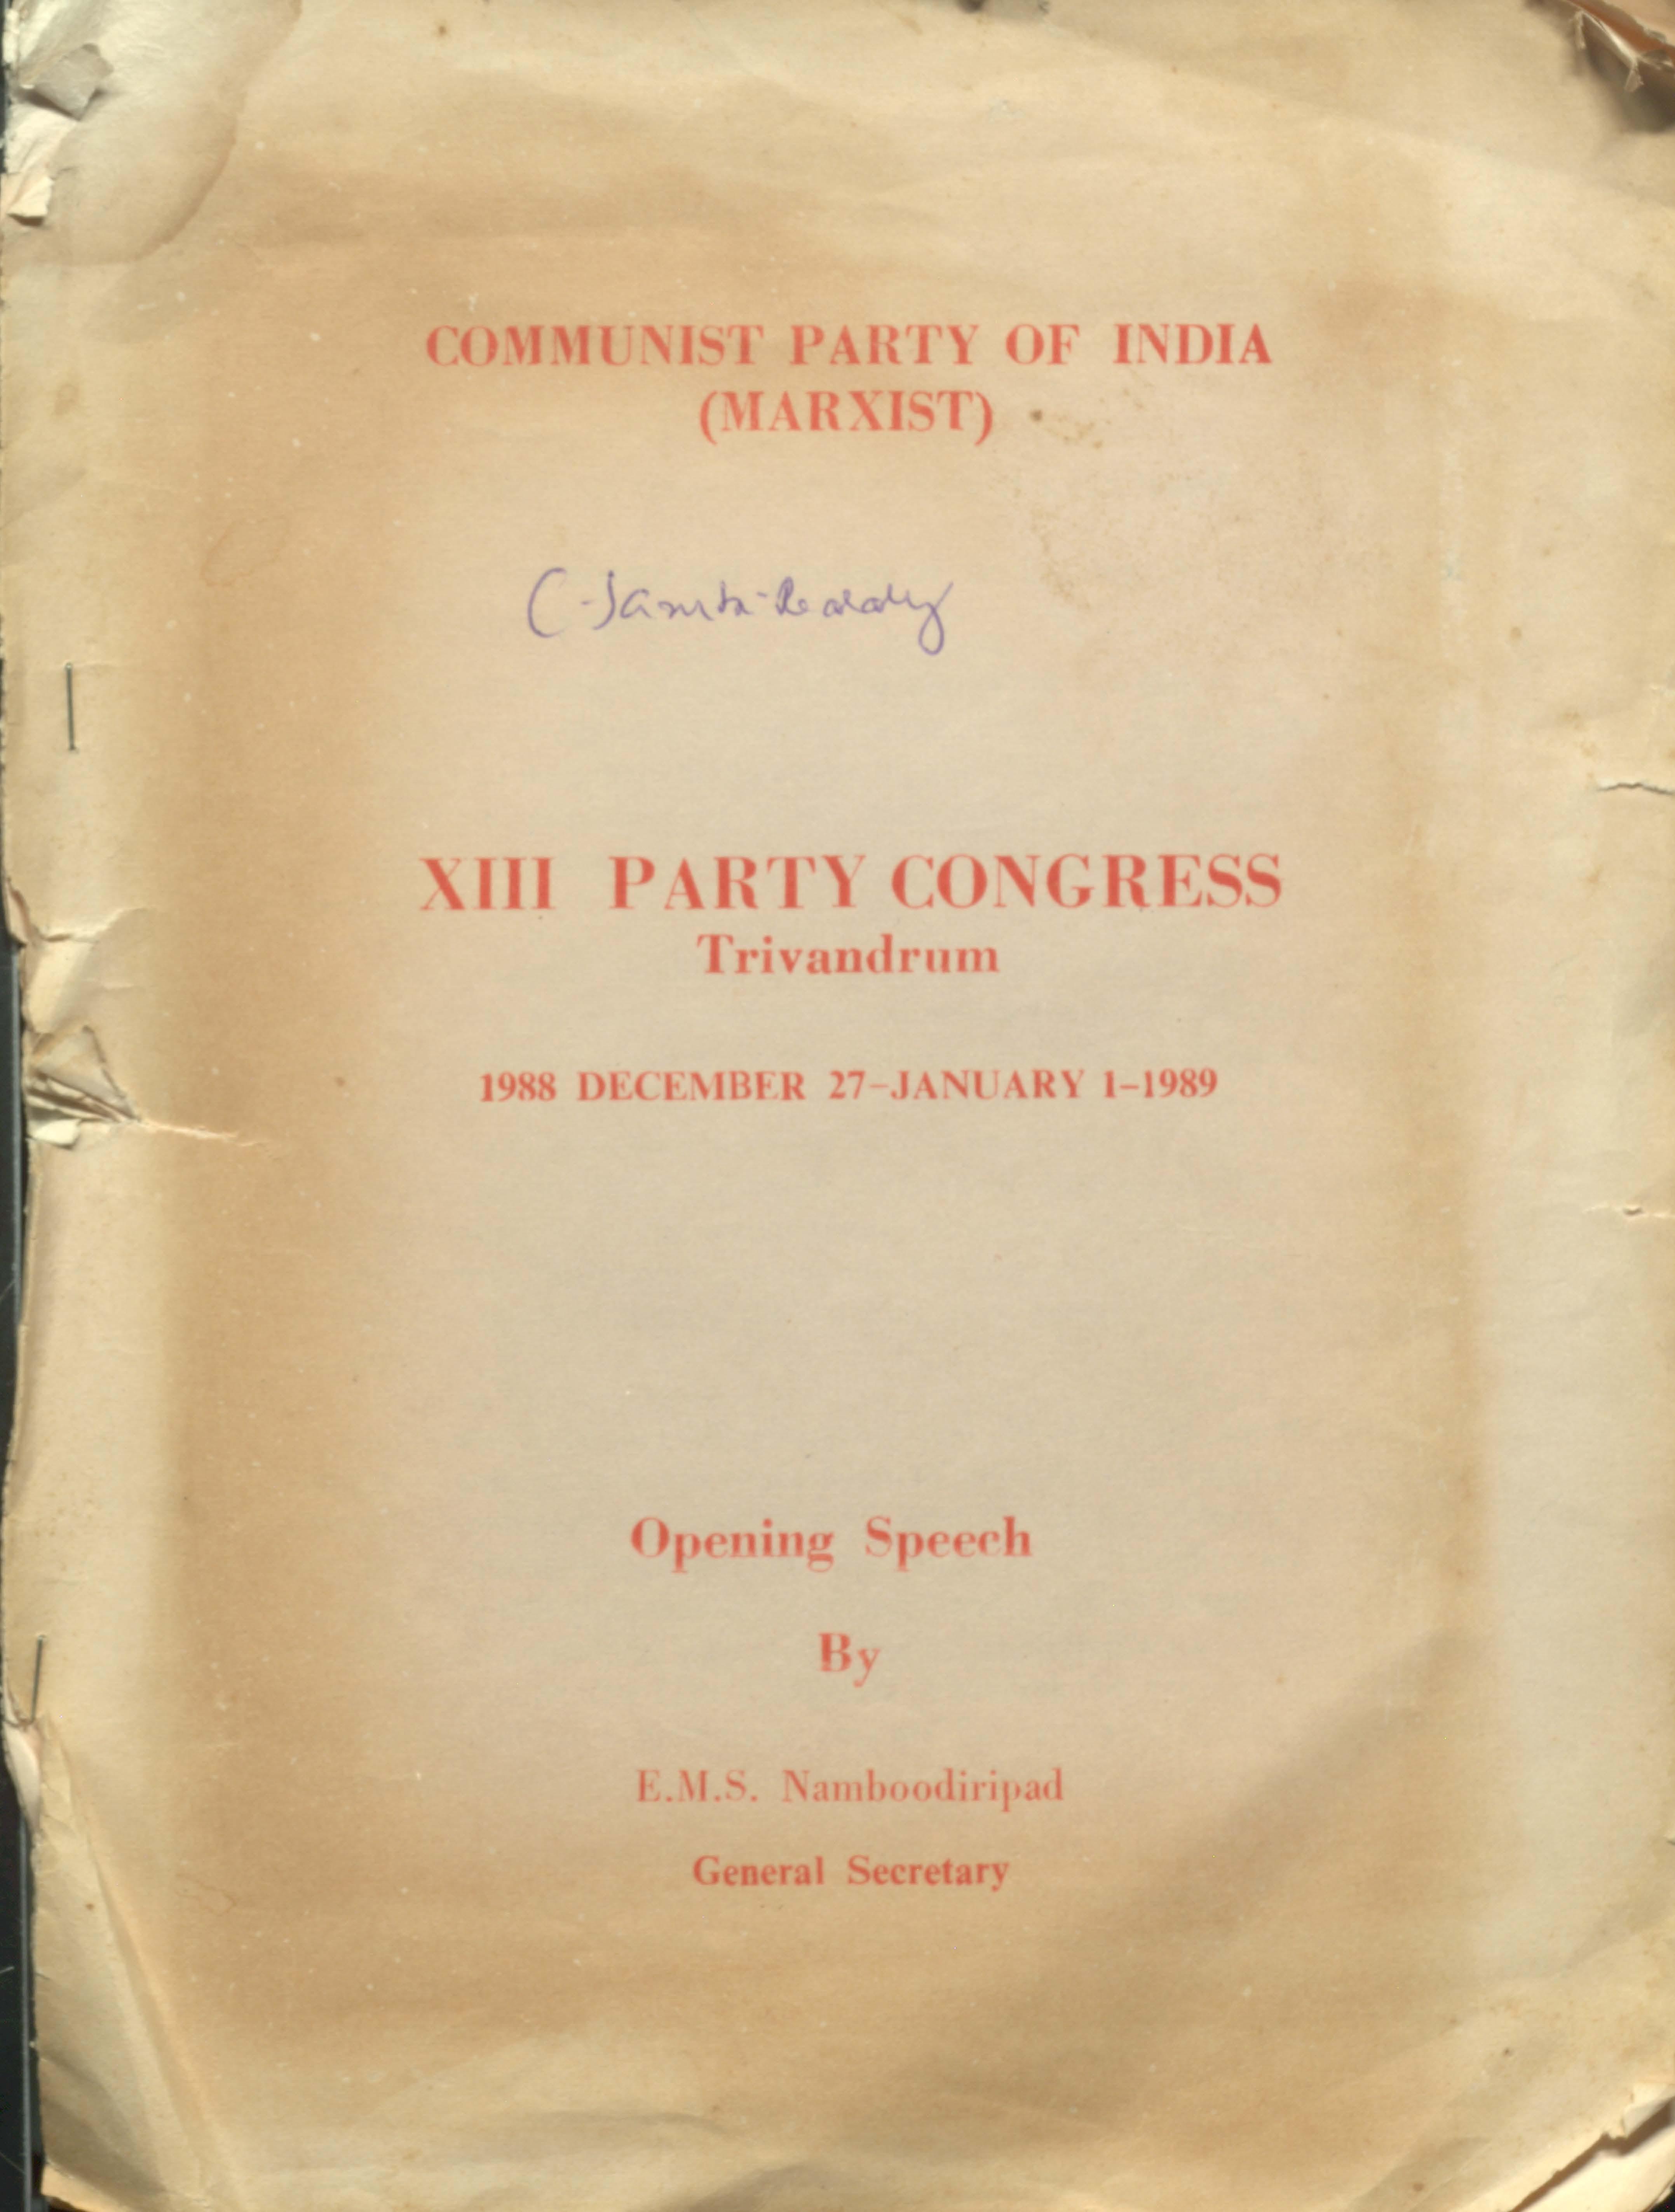 COMMUNIST PARTY OF INDIA
(MARXIST)
Reddy
XIII PARTY CONGRESS
Trivandrum
1988 DECEMBER 27–JANUARY 1–1989
Opening Speech
By
E.M.S. Namboodiripad
General Secretary